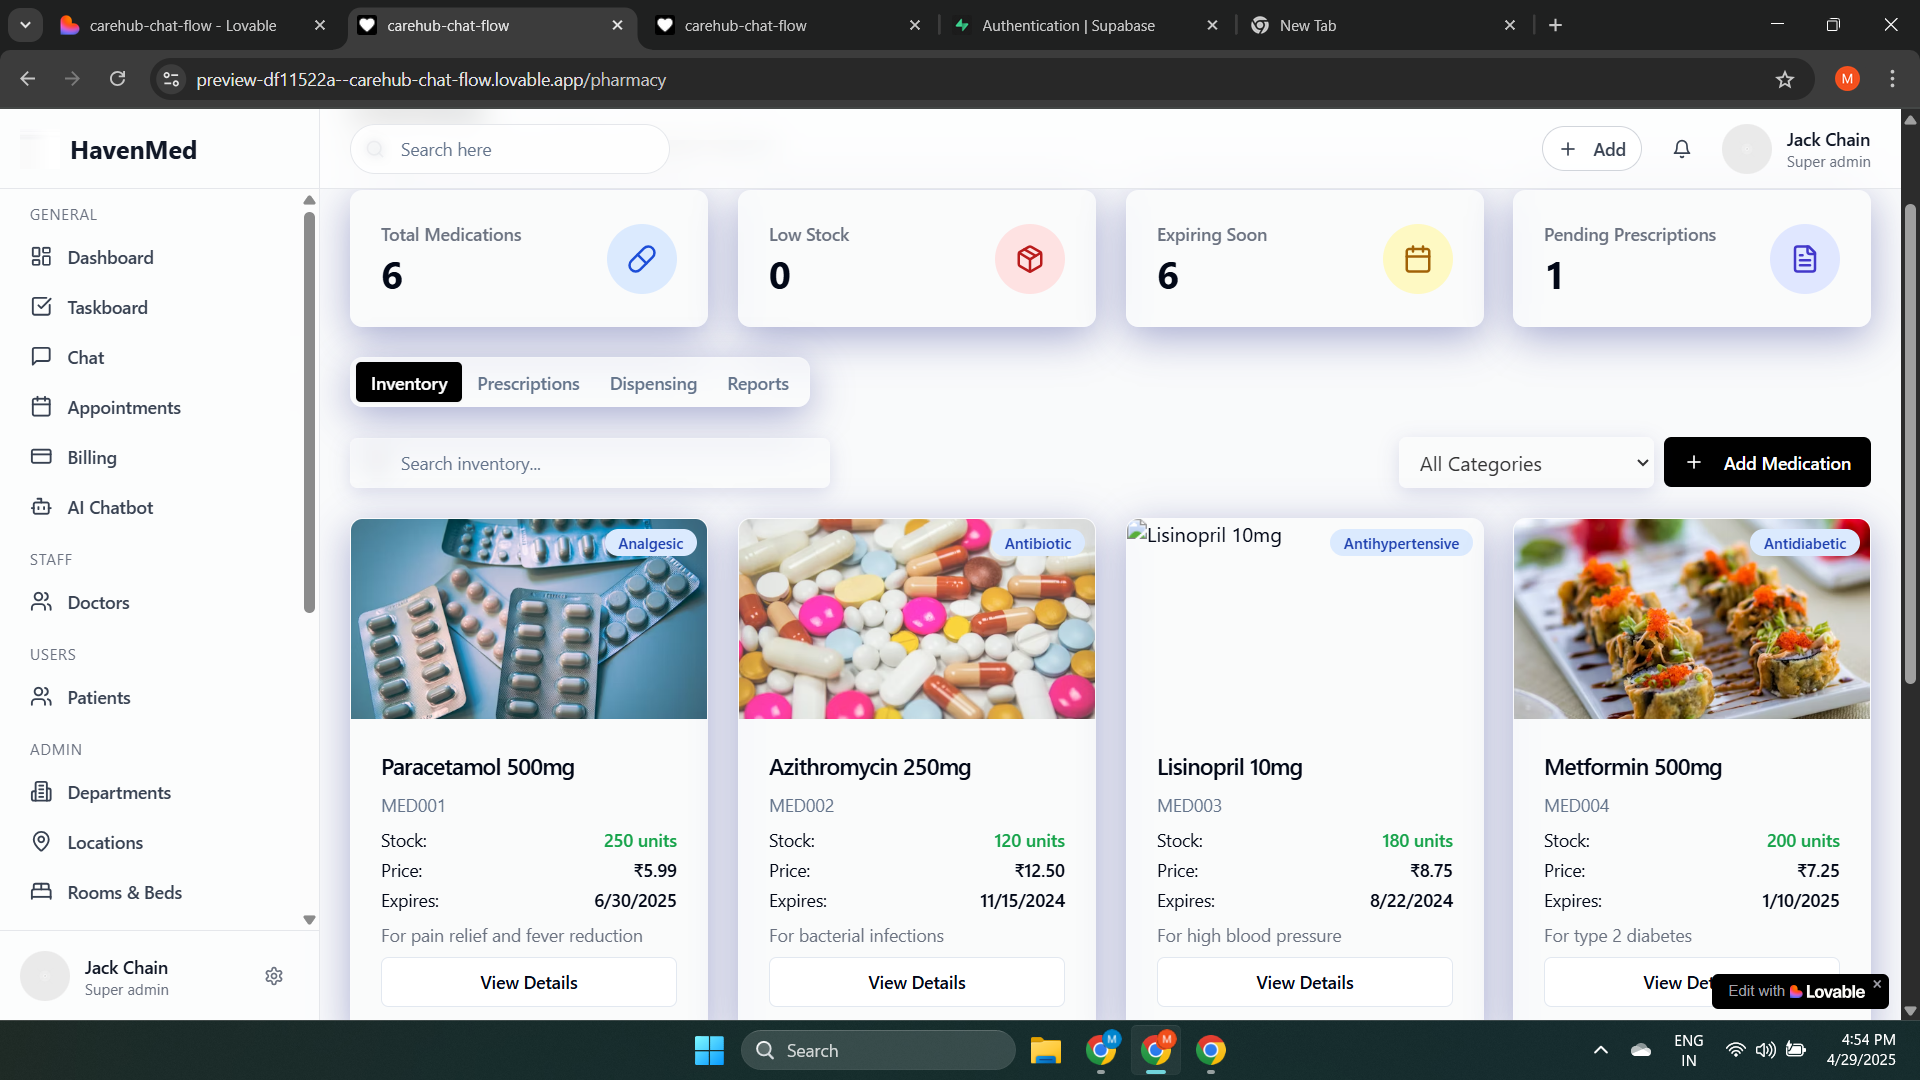 carehub-chat-flow - Lovable
carehub-chat-flow
carehub-chat-flow
Authentication | Supabase
New Tab
preview-df11522a--carehub-chat-flow.lovable.app/pharmacy
M
HavenMed
Search here
Add
Jack Chain
Super admin
GENERAL
Dashboard
Taskboard
Chat
Appointments
Billing
AI Chatbot
STAFF
Doctors
USERS
Patients
ADMIN
Departments
Locations
Rooms & Beds
Jack Chain
Super admin
Total Medications
6
Low Stock
0
Expiring Soon
6
Pending Prescriptions
1
Inventory
Prescriptions
Dispensing
Reports
Search inventory...
All Categories
Add Medication
Analgesic
Paracetamol 500mg
MED001
Stock: 250 units
Price: ₹5.99
Expires: 6/30/2025
For pain relief and fever reduction
View Details
Antibiotic
Azithromycin 250mg
MED002
Stock: 120 units
Price: ₹12.50
Expires: 11/15/2024
For bacterial infections
View Details
Lisinopril 10mg
Antihypertensive
Lisinopril 10mg
MED003
Stock: 180 units
Price: ₹8.75
Expires: 8/22/2024
For high blood pressure
View Details
Antidiabetic
Metformin 500mg
MED004
Stock: 200 units
Price: ₹7.25
Expires: 1/10/2025
For type 2 diabetes
View Det
Edit with Lovable
Search
M
M
ENG
IN
4:54 PM
4/29/2025